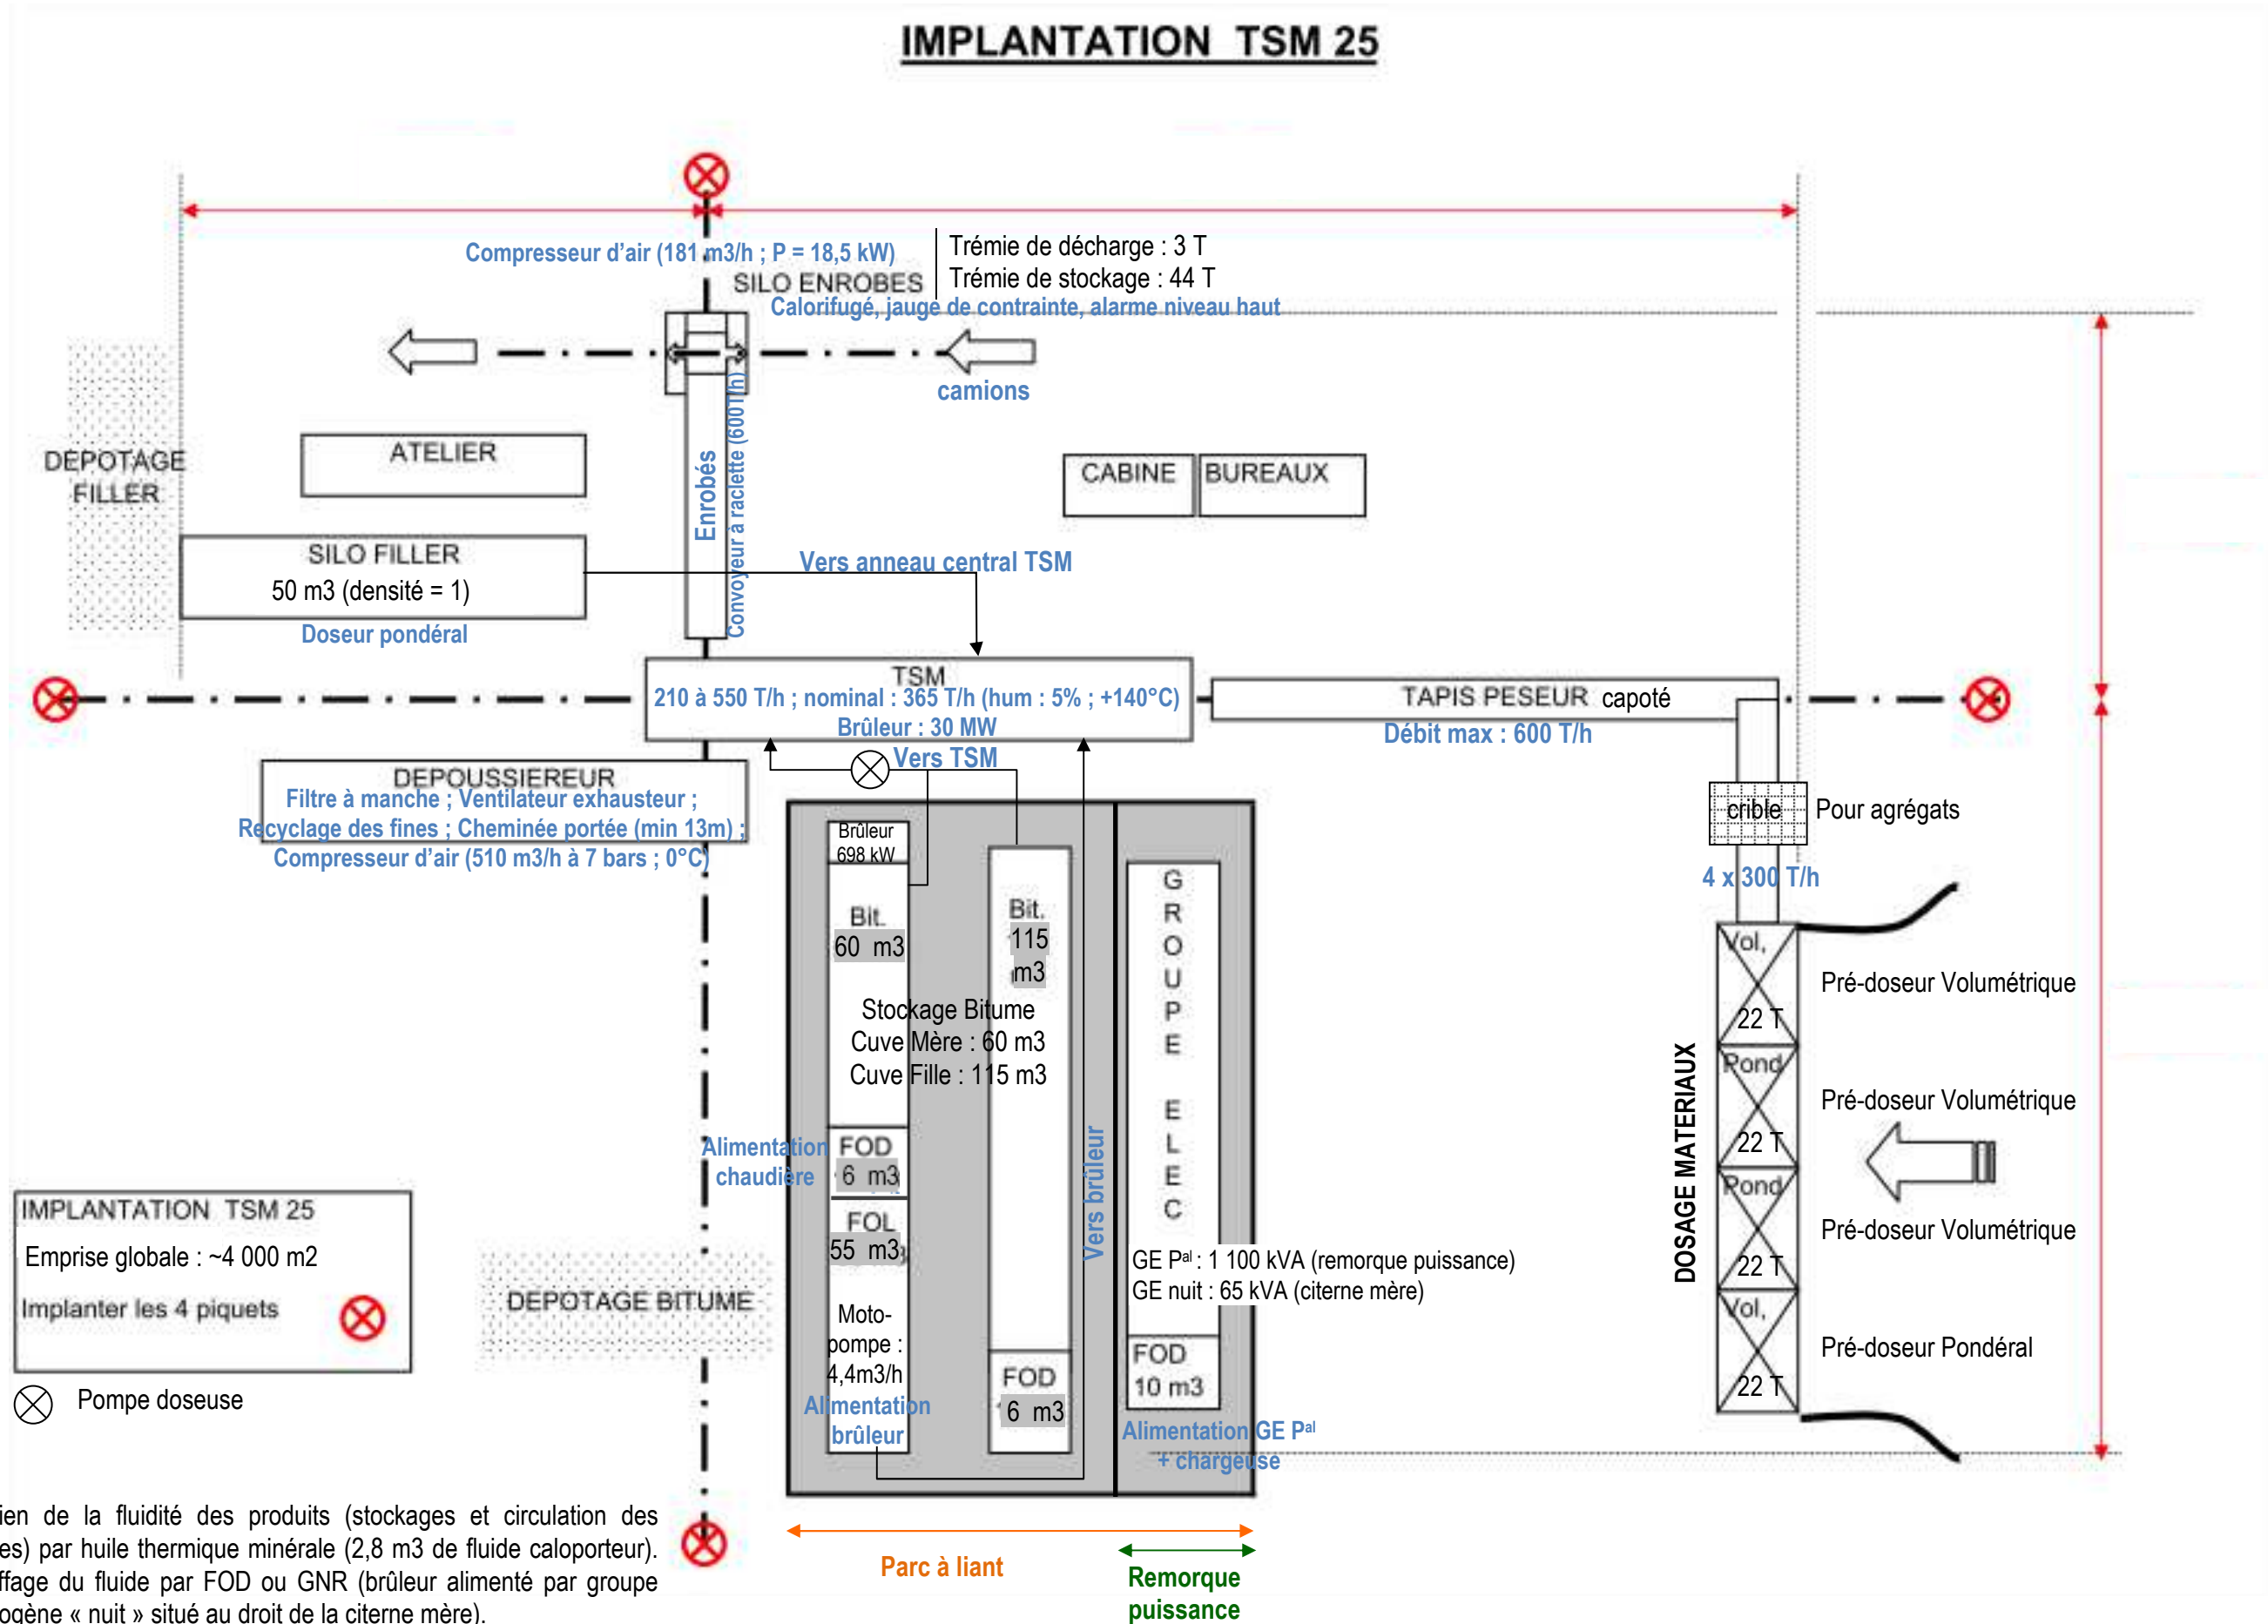 IMPLANTATION TSM 25
Compresseur d'air (181 m3/h ; P = 18,5 kW)
Trémie de décharge : 3 T
Trémie de stockage : 44 T
SILO ENROBES
Calorifugé, jauge de contrainte, alarme niveau haut
camions
DEPOTAGE
FILLER
ATELIER
Enrobés
Convoyeur à raclette (600T/h)
CABINE
BUREAUX
SILO FILLER
50 m3 (densité = 1)
Doseur pondéral
Vers anneau central TSM
TSM
210 à 550 T/h ; nominal : 365 T/h (hum : 5% ; +140°C)
Brûleur : 30 MW
Vers TSM
TAPIS PESEUR capoté
Débit max : 600 T/h
DEPOUSSIEREUR
Filtre à manche ; Ventilateur exhausteur ;
Recyclage des fines ; Cheminée portée (min 13m) ;
Compresseur d'air (510 m3/h à 7 bars ; 0°C)
crible
Pour agrégats
4 x 300 T/h
Brûleur
698 kW
Bit.
60 m3
Bit.
115
m3
Stockage Bitume
Cuve Mère : 60 m3
Cuve Fille : 115 m3
GROUPE ELEC
Alimentation
chaudière
FOD
6 m3
FOL
55 m3
Moto-
pompe :
4,4m3/h
Alimentation
brûleur
Vers brûleur
FOD
6 m3
GE Pal : 1 100 kVA (remorque puissance)
GE nuit : 65 kVA (citerne mère)
FOD
10 m3
Alimentation GE Pal
+ chargeuse
DOSAGE MATERIAUX
Vol,
22 T
Pré-doseur Volumétrique
Pond
22 T
Pré-doseur Volumétrique
Pond
22 T
Pré-doseur Volumétrique
Vol,
22 T
Pré-doseur Pondéral
IMPLANTATION TSM 25
Emprise globale : ~4 000 m2
Implanter les 4 piquets
Pompe doseuse
DEPOTAGE BITUME
ien de la fluidité des produits (stockages et circulation des
es) par huile thermique minérale (2,8 m3 de fluide caloporteur).
ffage du fluide par FOD ou GNR (brûleur alimenté par groupe
ogène « nuit » situé au droit de la citerne mère).
Parc à liant
Remorque
puissance